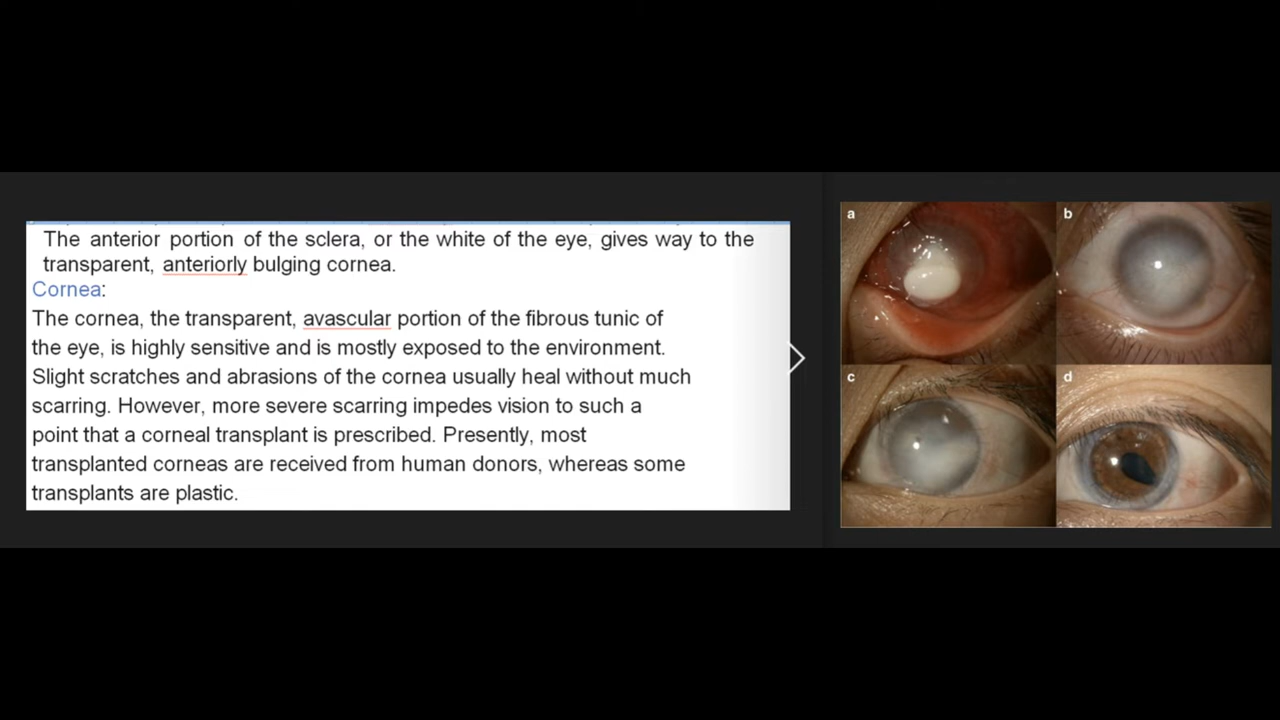 The anterior portion of the sclera, or the white of the eye, gives way to the
transparent, anteriorly bulging cornea.
Cornea:
The cornea, the transparent, avascular portion of the fibrous tunic of
the eye, is highly sensitive and is mostly exposed to the environment.
Slight scratches and abrasions of the cornea usually heal without much
scarring. However, more severe scarring impedes vision to such a
point that a corneal transplant is prescribed. Presently, most
transplanted corneas are received from human donors, whereas some
transplants are plastic.
a
b
c
d